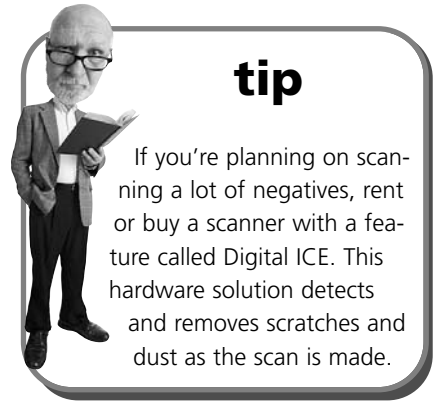 tip
If you’re planning on scan-
ning a lot of negatives, rent
or buy a scanner with a fea-
ture called Digital ICE. This
hardware solution detects
and removes scratches and
dust as the scan is made.